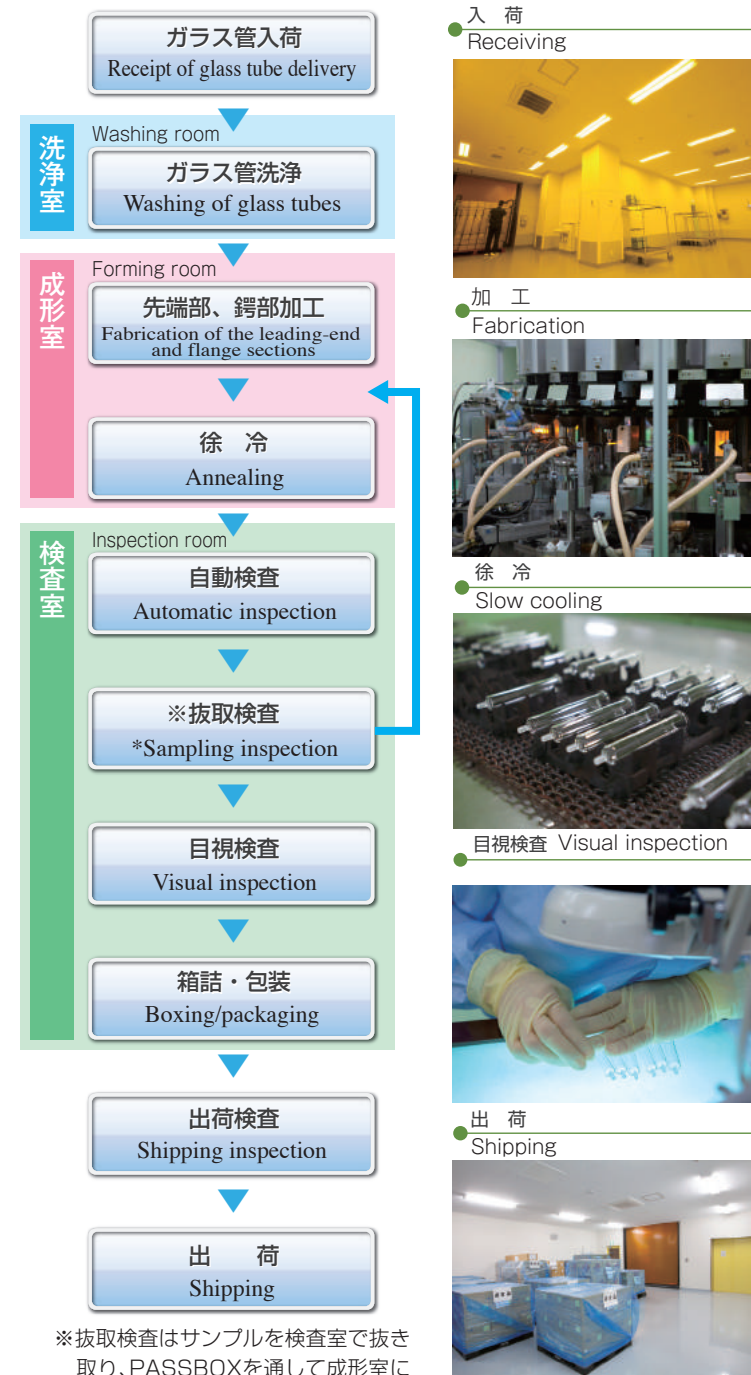 ガラス管入荷
Receipt of glass tube delivery
洗浄室
Washing room
ガラス管洗浄
Washing of glass tubes
成形室
Forming room
先端部、鍔部加工
Fabrication of the leading-end
and flange sections
徐 冷
Annealing
検査室
Inspection room
自動検査
Automatic inspection
※抜取検査
*Sampling inspection
目視検査
Visual inspection
箱詰・包装
Boxing/packaging
出荷検査
Shipping inspection
出 荷
Shipping
※抜取検査はサンプルを検査室で抜き
取り、PASSBOXを通して成形室に
入 荷
Receiving
加 工
Fabrication
徐 冷
Slow cooling
目視検査 Visual inspection
出 荷
Shipping